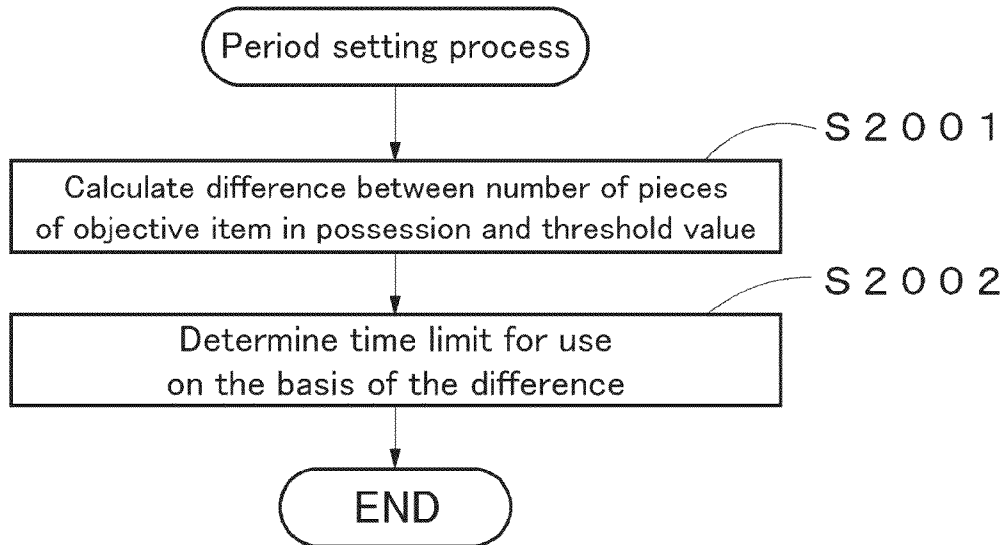 Period setting process
S2001
Calculate difference between number of pieces
of objective item in possession and threshold value
S2002
Determine time limit for use
on the basis of the difference
END